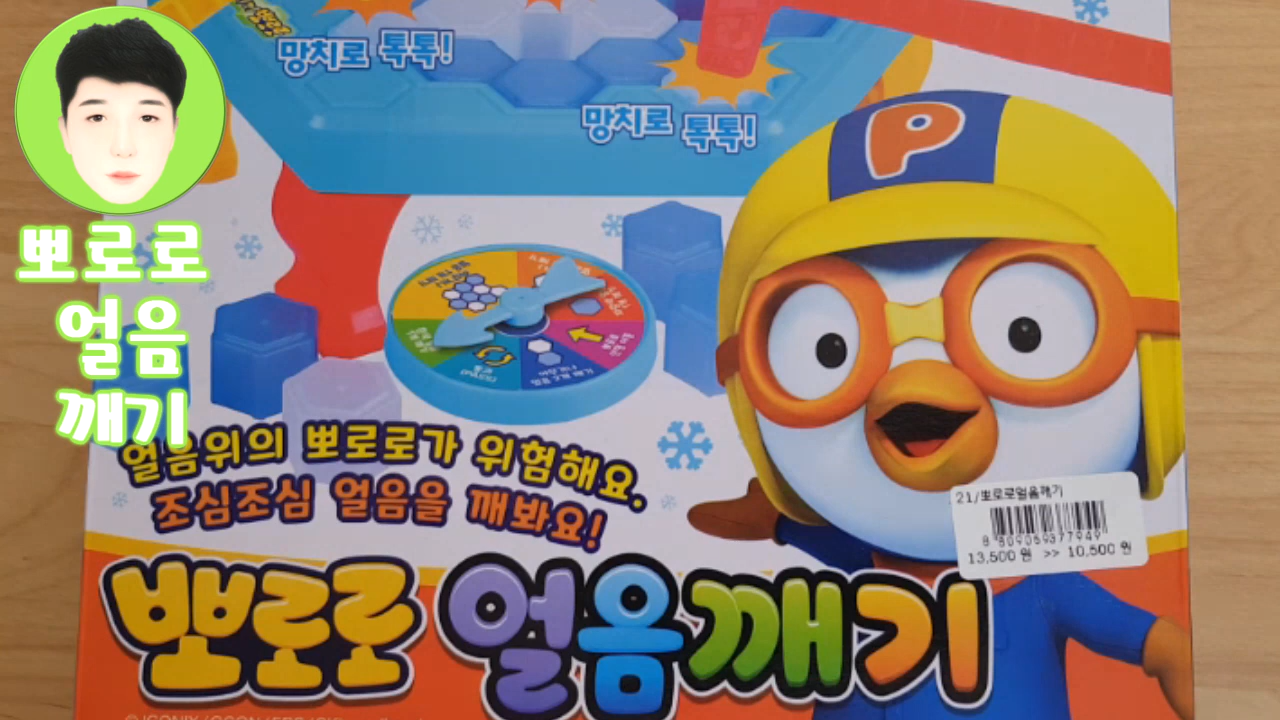 망치로 톡톡!
망치로 톡톡!
P
뽀로로
얼음
깨기
얼음위의 뽀로로가 위험해요.
조심조심 얼음을 깨봐요!
21/뽀로로얼음깨기
8 809059377949
13,500 원 >> 10,500 원
뽀로로 얼음깨기